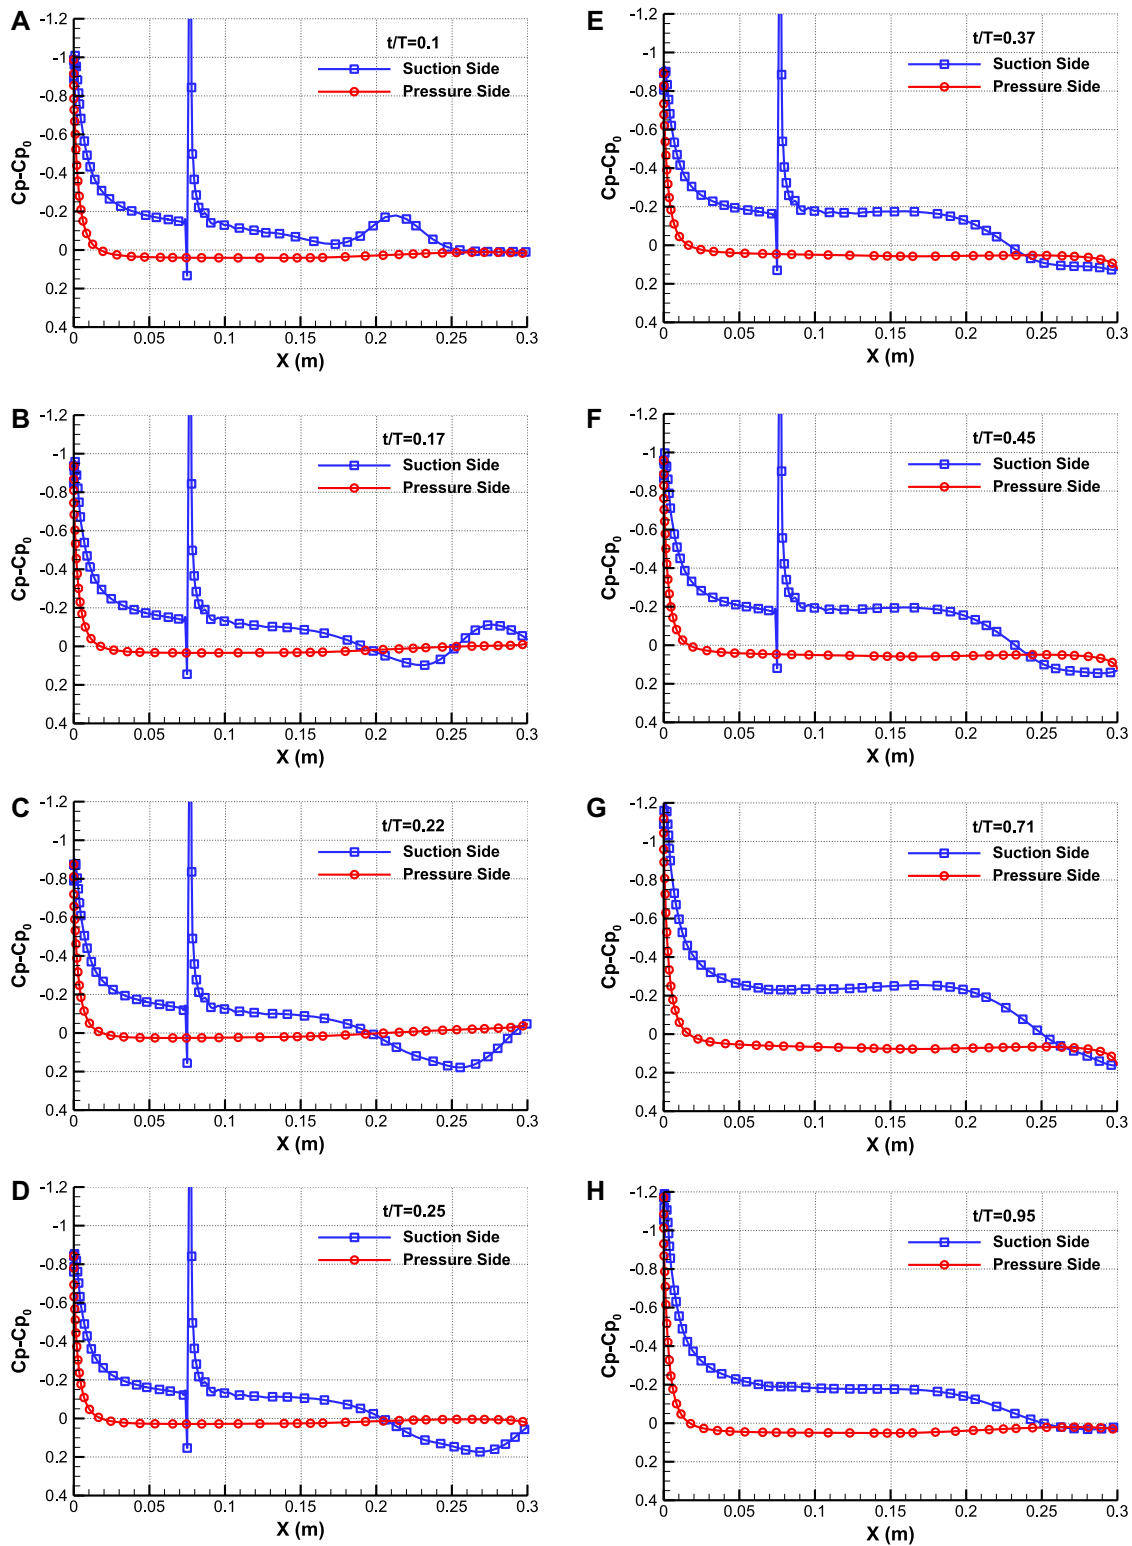 A
t/T=0.1
Suction Side
Pressure Side
Cp-Cp0
-1
-0.8
-0.6
-0.4
-0.2
0
0.2
0.4
0
0.05
0.1
0.15
0.2
0.25
0.3
X (m)
B
t/T=0.17
Suction Side
Pressure Side
Cp-Cp0
-1.2
-1
-0.8
-0.6
-0.4
-0.2
0
0.2
0.4
0
0.05
0.1
0.15
0.2
0.25
0.3
X (m)
C
t/T=0.22
Suction Side
Pressure Side
Cp-Cp0
-1.2
-1
-0.8
-0.6
-0.4
-0.2
0
0.2
0.4
0
0.05
0.1
0.15
0.2
0.25
0.3
X (m)
D
t/T=0.25
Suction Side
Pressure Side
Cp-Cp0
-1.2
-1
-0.8
-0.6
-0.4
-0.2
0
0.2
0.4
0
0.05
0.1
0.15
0.2
0.25
0.3
X (m)
E
t/T=0.37
Suction Side
Pressure Side
Cp-Cp0
-1.2
-1
-0.8
-0.6
-0.4
-0.2
0
0.2
0.4
0
0.05
0.1
0.15
0.2
0.25
0.3
X (m)
F
t/T=0.45
Suction Side
Pressure Side
Cp-Cp0
-1.2
-1
-0.8
-0.6
-0.4
-0.2
0
0.2
0.4
0
0.05
0.1
0.15
0.2
0.25
0.3
X (m)
G
t/T=0.71
Suction Side
Pressure Side
Cp-Cp0
-1.2
-1
-0.8
-0.6
-0.4
-0.2
0
0.2
0.4
0
0.05
0.1
0.15
0.2
0.25
0.3
X (m)
H
t/T=0.95
Suction Side
Pressure Side
Cp-Cp0
-1.2
-1
-0.8
-0.6
-0.4
-0.2
0
0.2
0.4
0
0.05
0.1
0.15
0.2
0.25
0.3
X (m)